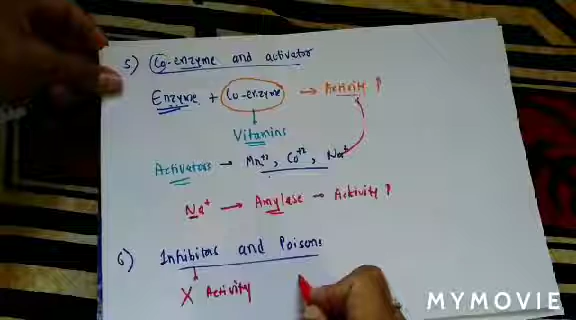 5) Co-enzyme and activator
Enzyme + Co-enzyme → Activity ↑
Vitamins
Activators → Mn+2, Co+2, Na+
Na+ → Amylase → Activity ↑
6) Inhibitors and Poisons
X Activity
MYMOVIE